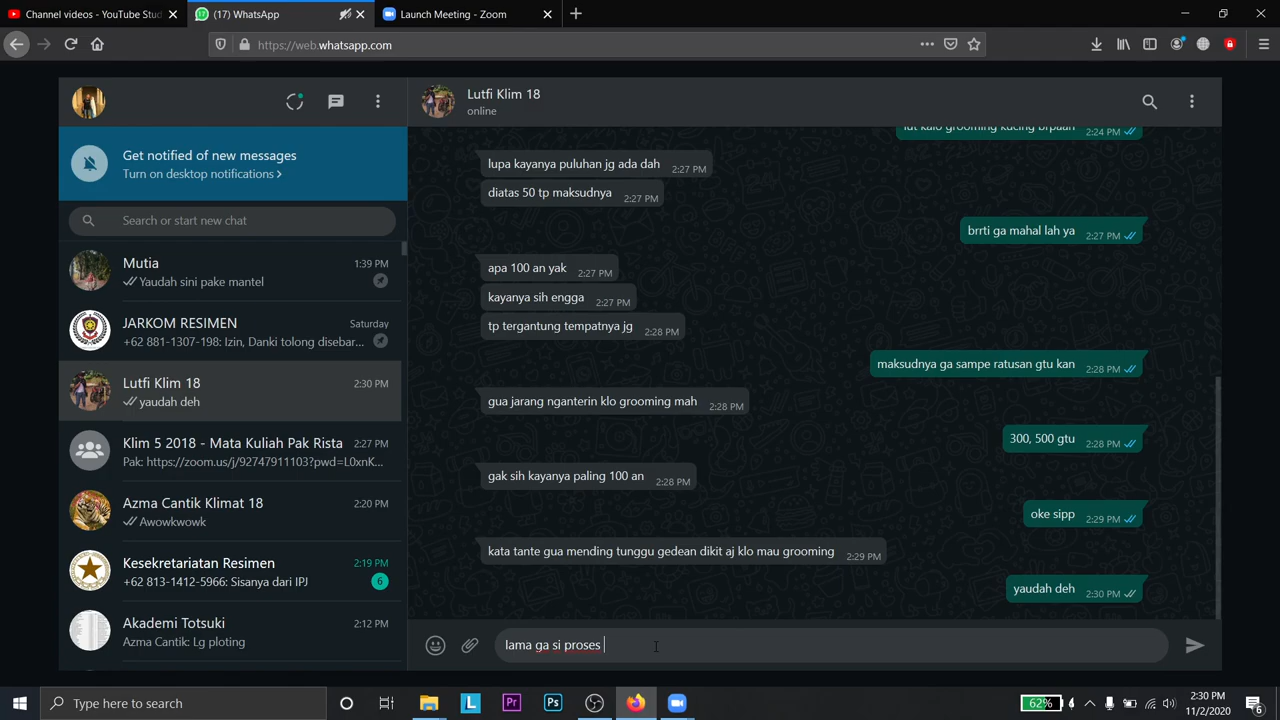 Channel videos - YouTube Stud
(17) WhatsApp
Launch Meeting - Zoom
https://web.whatsapp.com
Get notified of new messages
Turn on desktop notifications >
Search or start new chat
Mutia
1:39 PM
Yaudah sini pake mantel
JARKOM RESIMEN
Saturday
+62 881-1307-198: Izin, Danki tolong disebar...
Lutfi Klim 18
2:30 PM
yaudah deh
Klim 5 2018 - Mata Kuliah Pak Rista
2:27 PM
Pak: https://zoom.us/j/92747911103?pwd=L0xnK...
Azma Cantik Klimat 18
2:20 PM
Awokwkowk
Kesekretariatan Resimen
2:19 PM
+62 813-1412-5966: Sisanya dari IPJ
6
Akademi Totsuki
2:12 PM
Azma Cantik: Lg ploting
Lutfi Klim 18
online
lut kalo grooming kucing brpaan
2:24 PM
lupa kayanya puluhan jg ada dah
2:27 PM
diatas 50 tp maksudnya
2:27 PM
brrti ga mahal lah ya
2:27 PM
apa 100 an yak
2:27 PM
kayanya sih engga
2:27 PM
tp tergantung tempatnya jg
2:28 PM
maksudnya ga sampe ratusan gtu kan
2:28 PM
gua jarang nganterin klo grooming mah
2:28 PM
300, 500 gtu
2:28 PM
gak sih kayanya paling 100 an
2:28 PM
oke sipp
2:29 PM
kata tante gua mending tunggu gedean dikit aj klo mau grooming
2:29 PM
yaudah deh
2:30 PM
lama ga si proses
Type here to search
L
Pr
Ps
62%
2:30 PM
11/2/2020
6